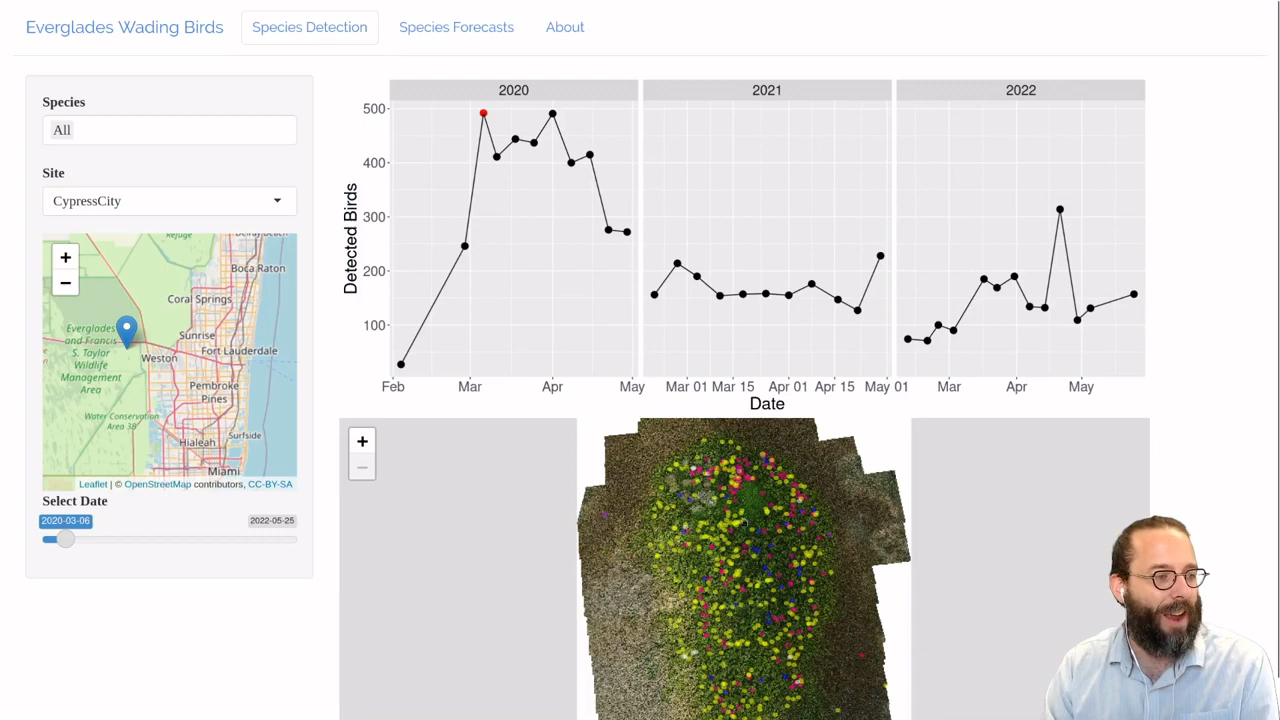 Everglades Wading Birds
Species Detection
Species Forecasts
About
Species
All
Site
CypressCity
+
−
Refuge
Delray Beach
Boca Raton
Coral Springs
Everglades
and Francis
S. Taylor
Wildlife
Management
Area
Sunrise
Weston
Fort Lauderdale
Pembroke
Pines
Water Conservation
Area 3B
Hialeah
Surfside
Miami
Leaflet | © OpenStreetMap contributors, CC-BY-SA
Select Date
2020-03-06
2022-05-25
2020
2021
2022
Detected Birds
500
400
300
200
100
Feb
Mar
Apr
May
Mar 01
Mar 15
Apr 01
Apr 15
May 01
Mar
Apr
May
Date
+
−